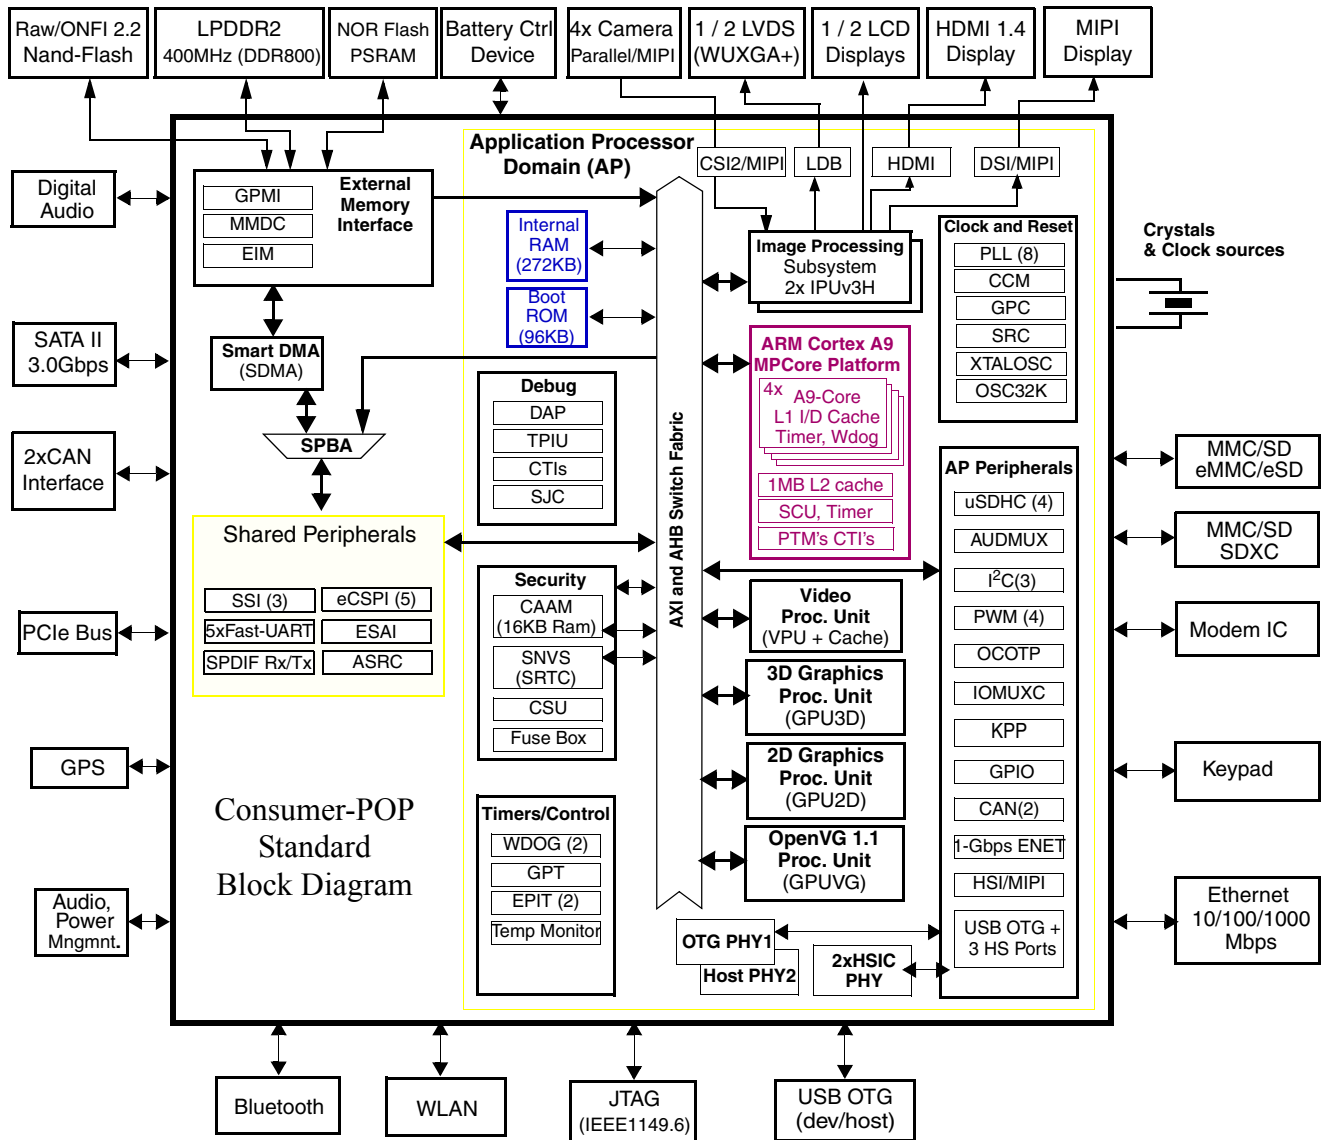 Raw/ONFI 2.2
Nand-Flash
LPDDR2
400MHz (DDR800)
NOR Flash
PSRAM
Battery Ctrl
Device
4x Camera
Parallel/MIPI
1 / 2 LVDS
(WUXGA+)
1 / 2 LCD
Displays
HDMI 1.4
Display
MIPI
Display
Digital
Audio
SATA II
3.0Gbps
2xCAN
Interface
PCIe Bus
GPS
Audio,
Power
Mngmnt.
External
Memory
Interface
GPMI
MMDC
EIM
Smart DMA
(SDMA)
SPBA
Shared Peripherals
SSI (3)
eCSPI (5)
5xFast-UART
ESAI
SPDIF Rx/Tx
ASRC
Consumer-POP
Standard
Block Diagram
Application Processor
Domain (AP)
Internal
RAM
(272KB)
Boot
ROM
(96KB)
Debug
DAP
TPIU
CTIs
SJC
Security
CAAM
(16KB Ram)
SNVS
(SRTC)
CSU
Fuse Box
Timers/Control
WDOG (2)
GPT
EPIT (2)
Temp Monitor
AXI and AHB Switch Fabric
CSI2/MIPI
LDB
HDMI
DSI/MIPI
Image Processing
Subsystem
2x IPUv3H
ARM Cortex A9
MPCore Platform
4x
A9-Core
L1 I/D Cache
Timer, Wdog
1MB L2 cache
SCU, Timer
PTM's CTI's
Video
Proc. Unit
(VPU + Cache)
3D Graphics
Proc. Unit
(GPU3D)
2D Graphics
Proc. Unit
(GPU2D)
OpenVG 1.1
Proc. Unit
(GPUVG)
OTG PHY1
Host PHY2
2xHSIC
PHY
Clock and Reset
PLL (8)
CCM
GPC
SRC
XTALOSC
OSC32K
AP Peripherals
uSDHC (4)
AUDMUX
I²C(3)
PWM (4)
OCOTP
IOMUXC
KPP
GPIO
CAN(2)
1-Gbps ENET
HSI/MIPI
USB OTG +
3 HS Ports
Crystals
& Clock sources
MMC/SD
eMMC/eSD
MMC/SD
SDXC
Modem IC
Keypad
Ethernet
10/100/1000
Mbps
Bluetooth
WLAN
JTAG
(IEEE1149.6)
USB OTG
(dev/host)